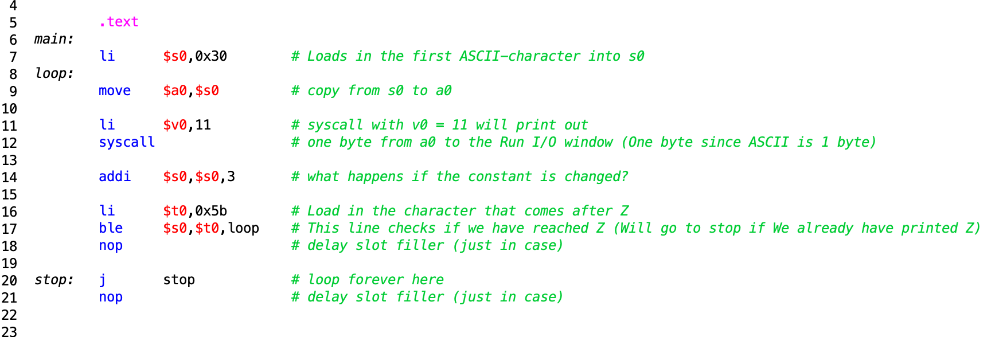 4
5 .text
6 main:
7 li $s0,0x30 # Loads in the first ASCII-character into s0
8 loop:
9 move $a0,$s0 # copy from s0 to a0
10
11 li $v0,11 # syscall with v0 = 11 will print out
12 syscall # one byte from a0 to the Run I/O window (One byte since ASCII is 1 byte)
13
14 addi $s0,$s0,3 # what happens if the constant is changed?
15
16 li $t0,0x5b # Load in the character that comes after Z
17 ble $s0,$t0,loop # This line checks if we have reached Z (Will go to stop if We already have printed Z)
18 nop # delay slot filler (just in case)
19
20 stop: j stop # loop forever here
21 nop # delay slot filler (just in case)
22
23